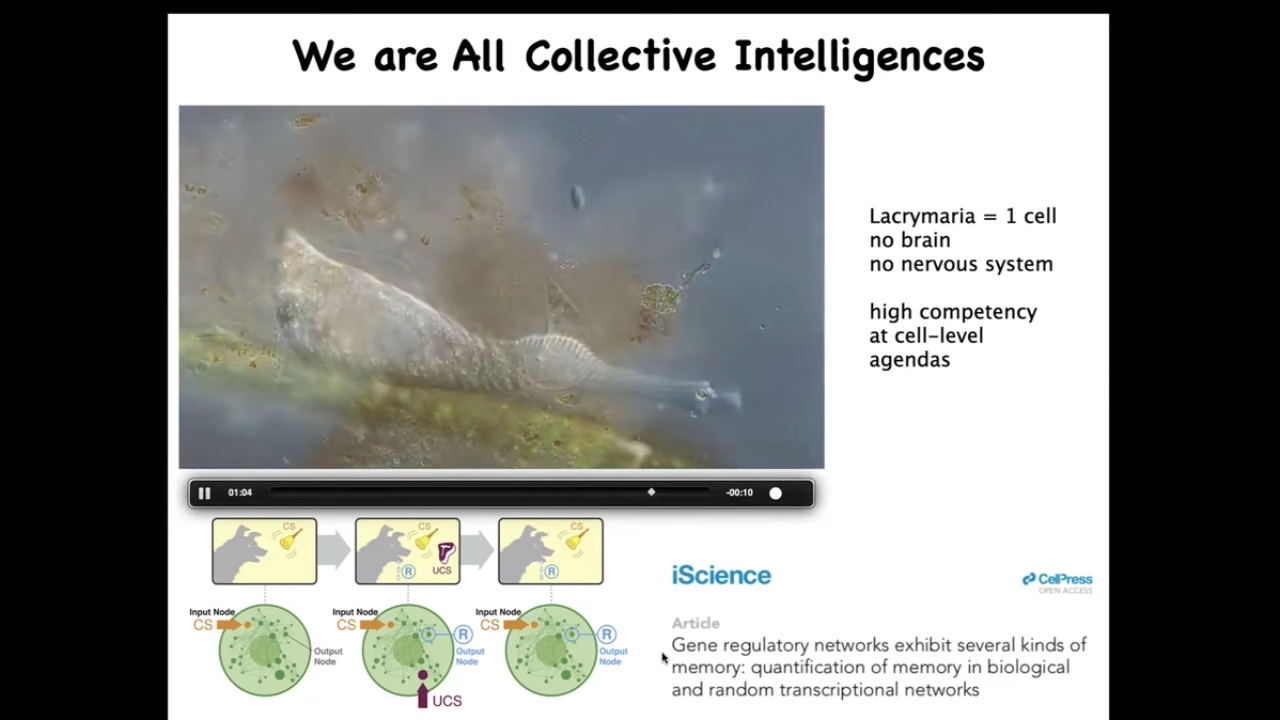 We are All Collective Intelligences
Lacrymaria = 1 cell
no brain
no nervous system
high competency
at cell-level
agendas
01:04
-00:10
CS
CS
UCS
R
CS
R
Input Node
CS
Output
Node
Input Node
CS
R
Output
Node
UCS
Input Node
CS
R
Output
Node
iScience
CellPress
OPEN ACCESS
Article
Gene regulatory networks exhibit several kinds of
memory: quantification of memory in biological
and random transcriptional networks